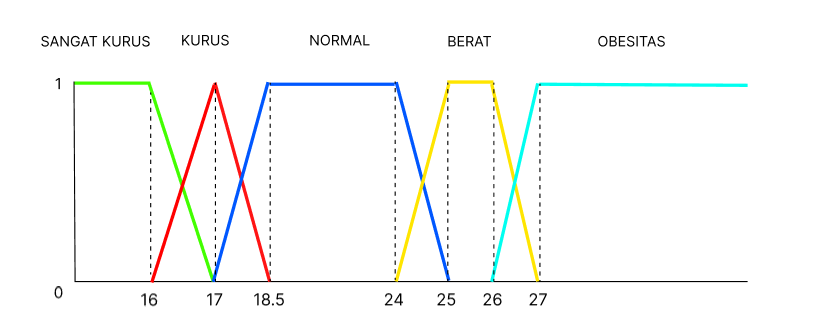 SANGAT KURUS KURUS NORMAL BERAT OBESITAS
1
0
16 17 18.5 24 25 26 27